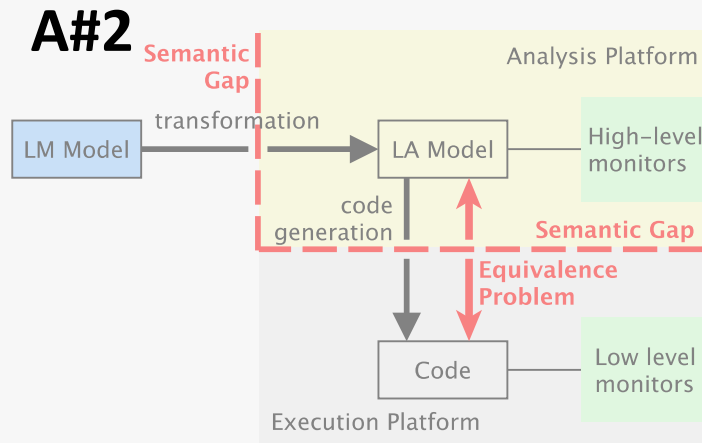 A#2
Semantic
Gap
Analysis Platform
transformation
LM Model
LA Model
High-level
monitors
code
generation
Semantic Gap
Equivalence
Problem
Code
Low level
monitors
Execution Platform